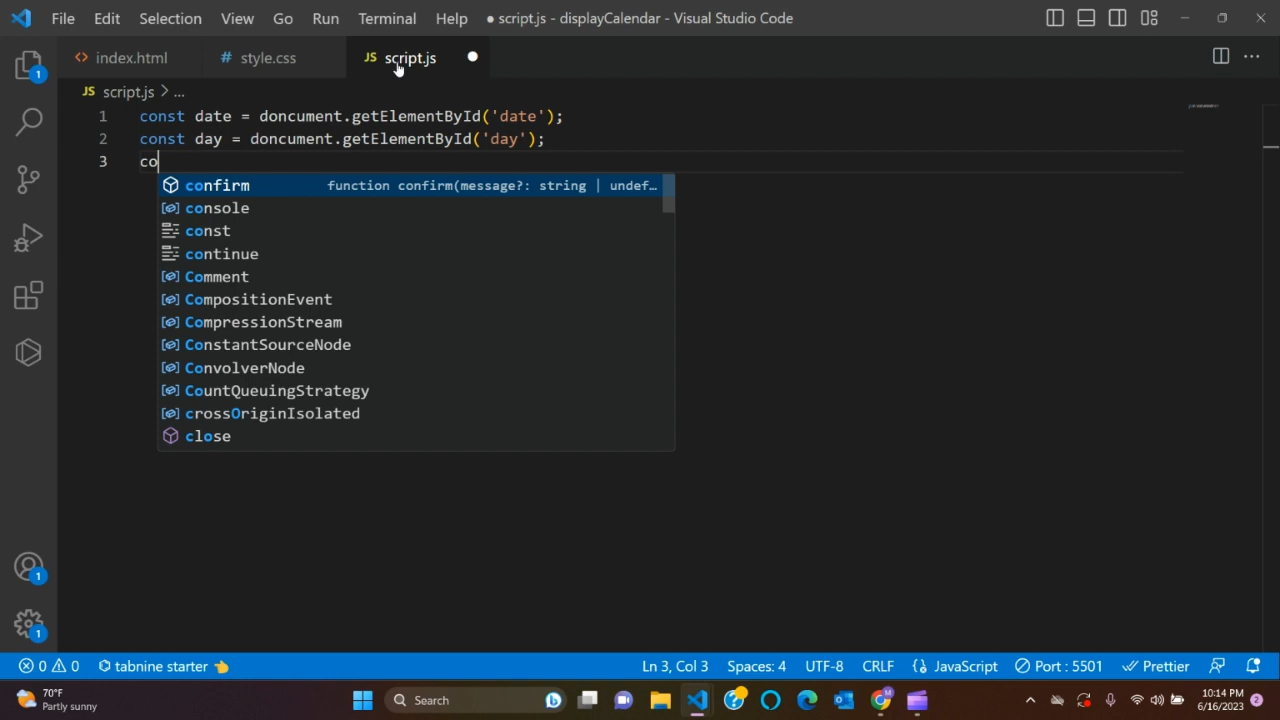 File Edit Selection View Go Run Terminal Help ● script.js - displayCalendar - Visual Studio Code
<> index.html # style.css JS script.js
JS script.js > ...
1 const date = doncument.getElementById('date');
2 const day = doncument.getElementById('day');
3 co
confirm function confirm(message?: string | undef…
console
const
continue
Comment
CompositionEvent
CompressionStream
ConstantSourceNode
ConvolverNode
CountQueuingStrategy
crossOriginIsolated
close
1
1
1
0 0 tabnine starter 👈 Ln 3, Col 3 Spaces: 4 UTF-8 CRLF {} JavaScript Port : 5501 Prettier
70°F
Partly sunny
Search
10:14 PM
6/16/2023
2